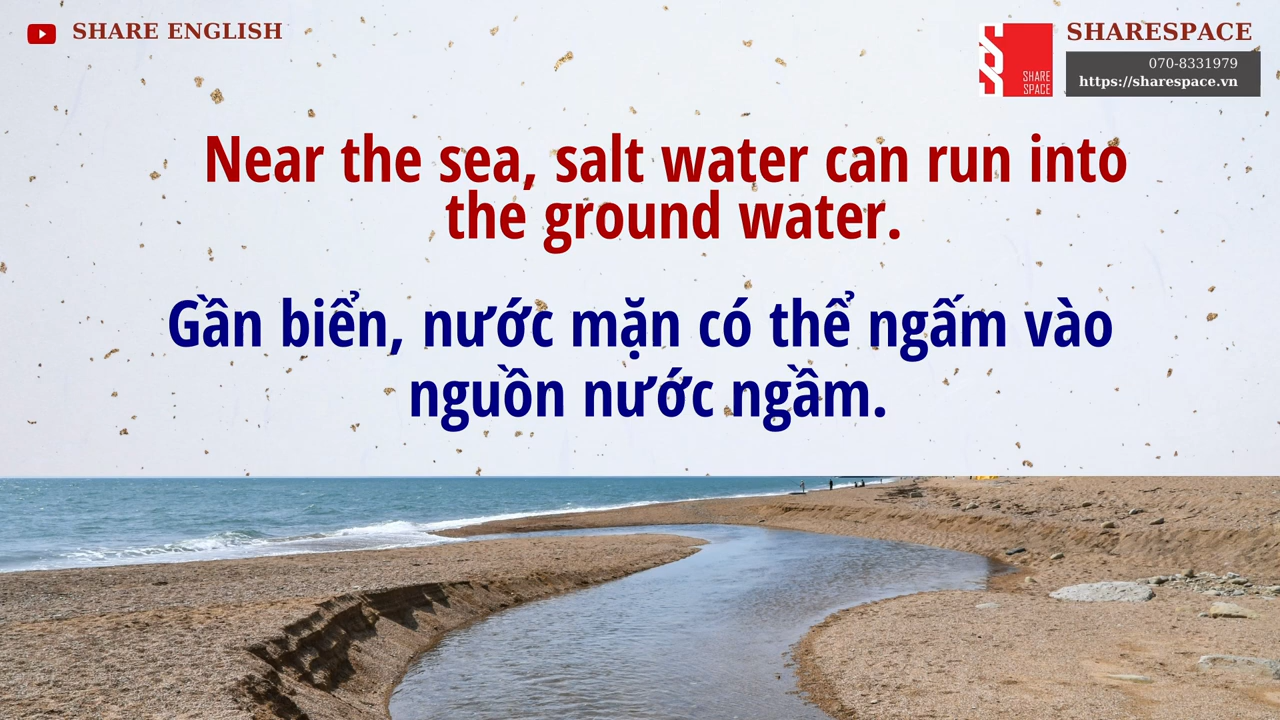 SHARE ENGLISH
SHARESPACE
070-8331979
https://sharespace.vn
SHARE
SPACE
Near the sea, salt water can run into
the ground water.
Gần biển, nước mặn có thể ngấm vào
nguồn nước ngầm.